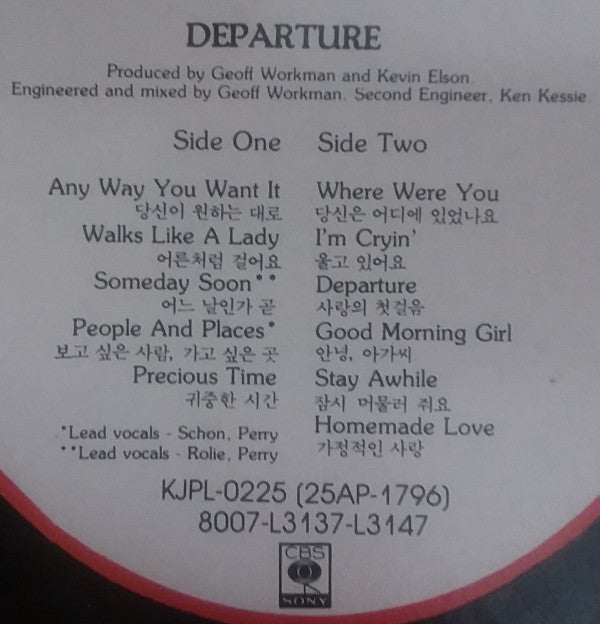 DEPARTURE
Produced by Geoff Workman and Kevin Elson.
Engineered and mixed by Geoff Workman. Second Engineer, Ken Kessie.
Side One
Any Way You Want It
당신이 원하는 대로
Walks Like A Lady
어른처럼 걸어요
Someday Soon**
어느 날인가 곧
People And Places*
보고 싶은 사람, 가고 싶은 곳
Precious Time
귀중한 시간
*Lead vocals - Schon, Perry
**Lead vocals - Rolie, Perry
Side Two
Where Were You
당신은 어디에 있었나요
I'm Cryin'
울고 있어요
Departure
사랑의 첫걸음
Good Morning Girl
안녕, 아가씨
Stay Awhile
잠시 머물러 줘요
Homemade Love
가정적인 사랑
KJPL-0225 (25AP-1796)
8007-L3137-L3147
CBS
SONY